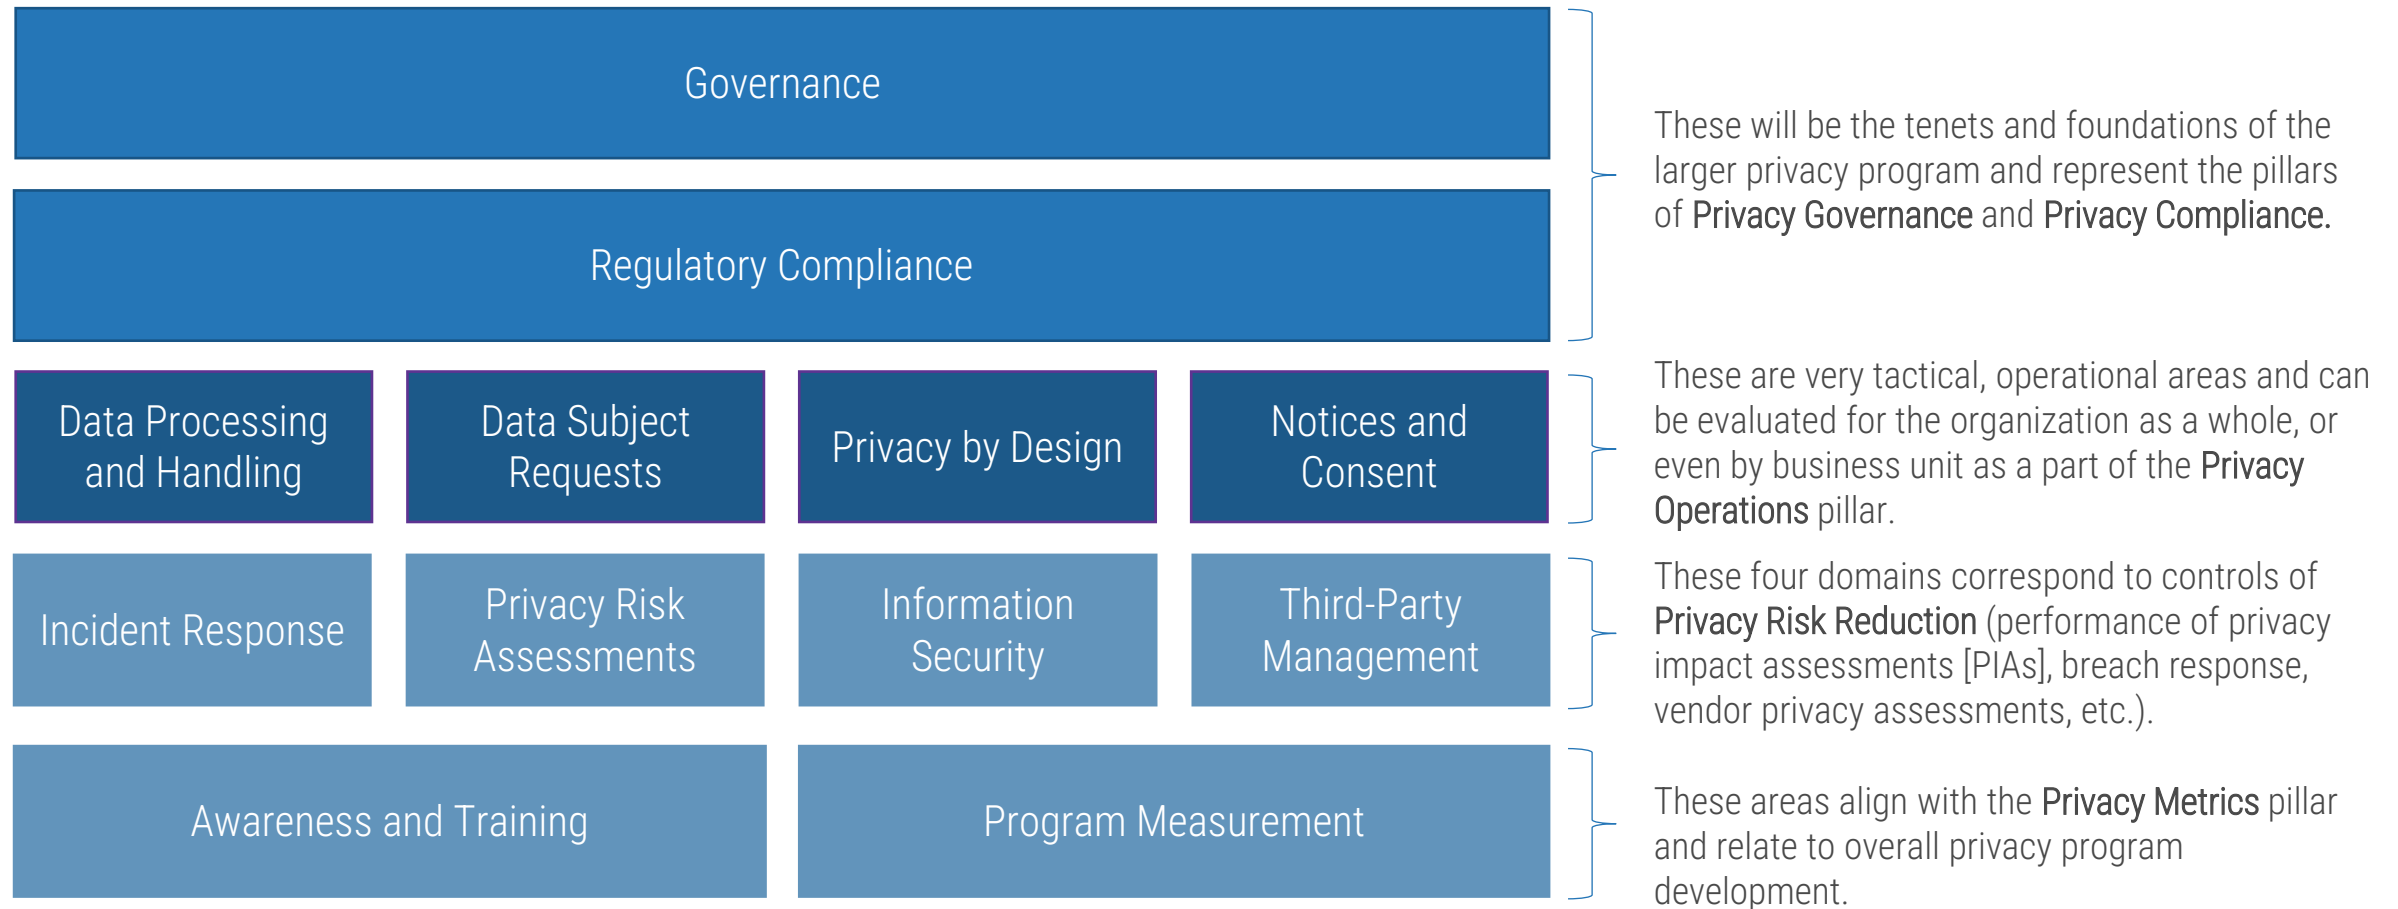 Governance
These will be the tenets and foundations of the
larger privacy program and represent the pillars
of Privacy Governance and Privacy Compliance.
Regulatory Compliance
Data Processing
and Handling
Data Subject
Requests
Privacy by Design
Notices and
Consent
These are very tactical, operational areas and can
be evaluated for the organization as a whole, or
even by business unit as a part of the Privacy
Operations pillar.
Incident Response
Privacy Risk
Assessments
Information
Security
Third-Party
Management
These four domains correspond to controls of
Privacy Risk Reduction (performance of privacy
impact assessments [PIAs], breach response,
vendor privacy assessments, etc.).
Awareness and Training
Program Measurement
These areas align with the Privacy Metrics pillar
and relate to overall privacy program
development.